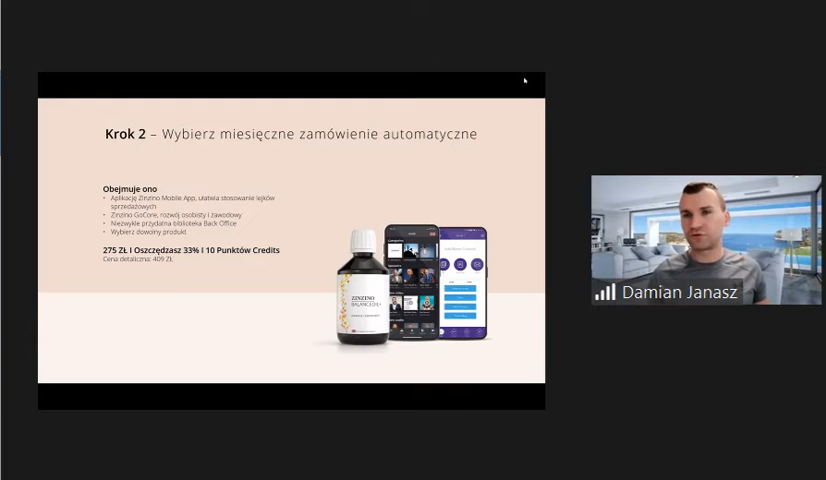 Krok 2 – Wybierz miesięczne zamówienie automatyczne
Obejmuje ono
• Aplikację Zinzino Mobile App, ułatwia stosowanie lejków
sprzedażowych
• Zinzino GoCore, rozwój osobisty i zawodowy
• Niezwykle przydatna biblioteka Back Office
• Wybierz dowolny produkt
275 ZŁ I Oszczędzasz 33% I 10 Punktów Credits
Cena detaliczna: 409 ZŁ
ZINZINO
BALANCEOIL+
Damian Janasz